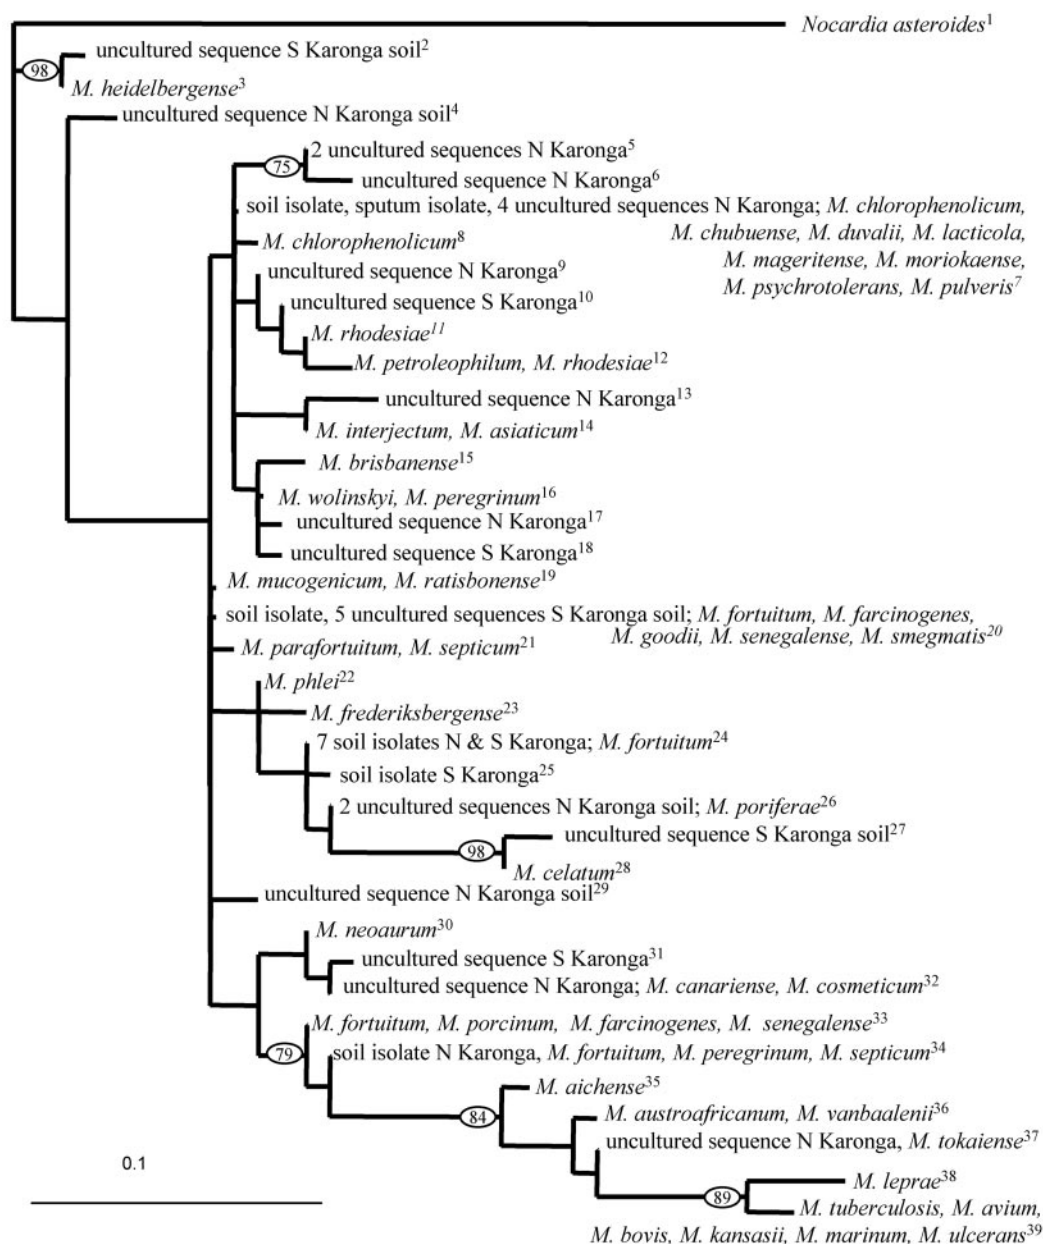 Nocardia asteroides1
uncultured sequence S Karonga soil2
98
M. heidelbergense3
uncultured sequence N Karonga soil4
2 uncultured sequences N Karonga5
75
uncultured sequence N Karonga6
soil isolate, sputum isolate, 4 uncultured sequences N Karonga; M. chlorophenolicum,
M. chubuense, M. duvalii, M. lacticola,
M. mageritense, M. moriokaense,
M. psychrotolerans, M. pulveris7
M. chlorophenolicum8
uncultured sequence N Karonga9
uncultured sequence S Karonga10
M. rhodesiae11
M. petroleophilum, M. rhodesiae12
uncultured sequence N Karonga13
M. interjectum, M. asiaticum14
M. brisbanense15
M. wolinskyi, M. peregrinum16
uncultured sequence N Karonga17
uncultured sequence S Karonga18
M. mucogenicum, M. ratisbonense19
soil isolate, 5 uncultured sequences S Karonga soil; M. fortuitum, M. farcinogenes,
M. goodii, M. senegalense, M. smegmatis20
M. parafortuitum, M. septicum21
M. phlei22
M. frederiksbergense23
7 soil isolates N & S Karonga; M. fortuitum24
soil isolate S Karonga25
2 uncultured sequences N Karonga soil; M. poriferae26
uncultured sequence S Karonga soil27
98
M. celatum28
uncultured sequence N Karonga soil29
M. neoaurum30
uncultured sequence S Karonga31
uncultured sequence N Karonga; M. canariense, M. cosmeticum32
M. fortuitum, M. porcinum, M. farcinogenes, M. senegalense33
79
soil isolate N Karonga, M. fortuitum, M. peregrinum, M. septicum34
M. aichense35
84
M. austroafricanum, M. vanbaalenii36
uncultured sequence N Karonga, M. tokaiense37
0.1
M. leprae38
89
M. tuberculosis, M. avium,
M. bovis, M. kansasii, M. marinum, M. ulcerans39